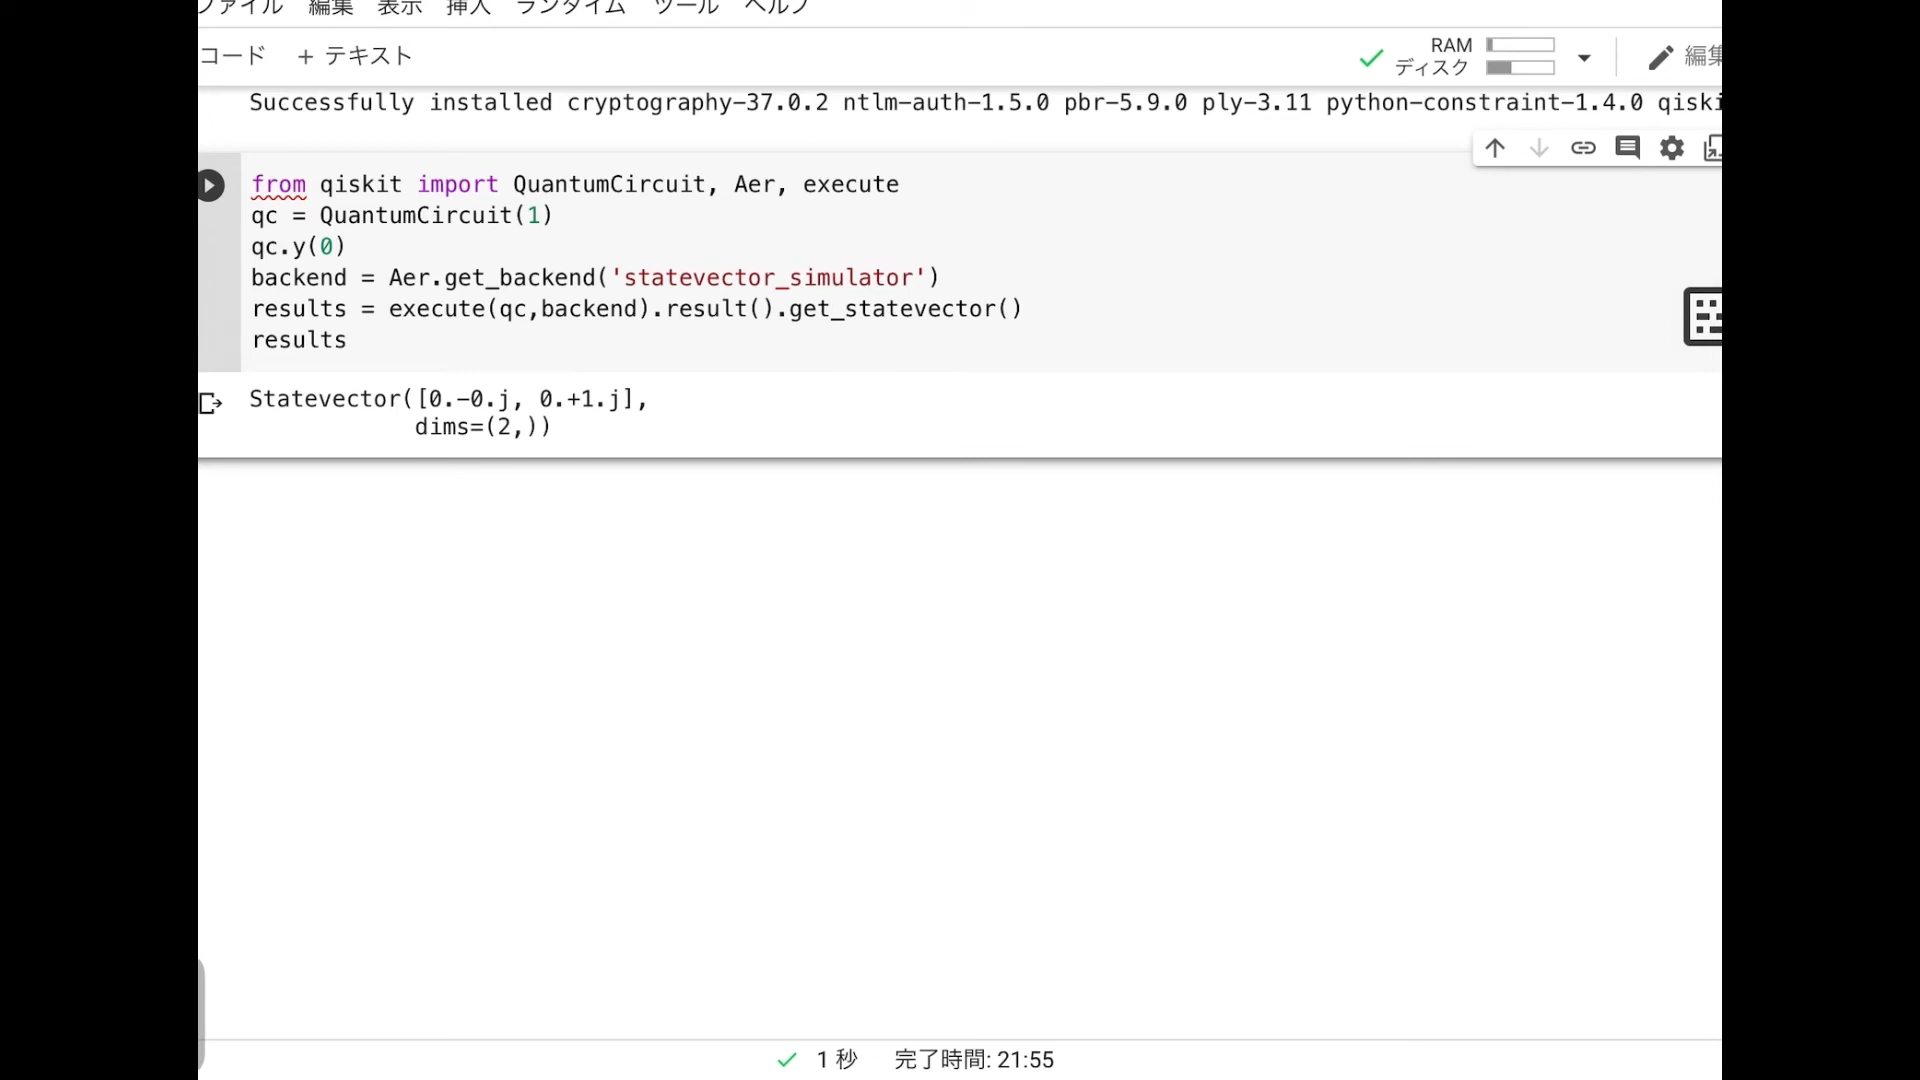 ファイル 編集 表示 挿入 ランタイム ツール ヘルプ
コード + テキスト
RAM
ディスク
編集
Successfully installed cryptography-37.0.2 ntlm-auth-1.5.0 pbr-5.9.0 ply-3.11 python-constraint-1.4.0 qiski
from qiskit import QuantumCircuit, Aer, execute
qc = QuantumCircuit(1)
qc.y(0)
backend = Aer.get_backend('statevector_simulator')
results = execute(qc,backend).result().get_statevector()
results
Statevector([0.-0.j, 0.+1.j],
dims=(2,))
1 秒 完了時間: 21:55